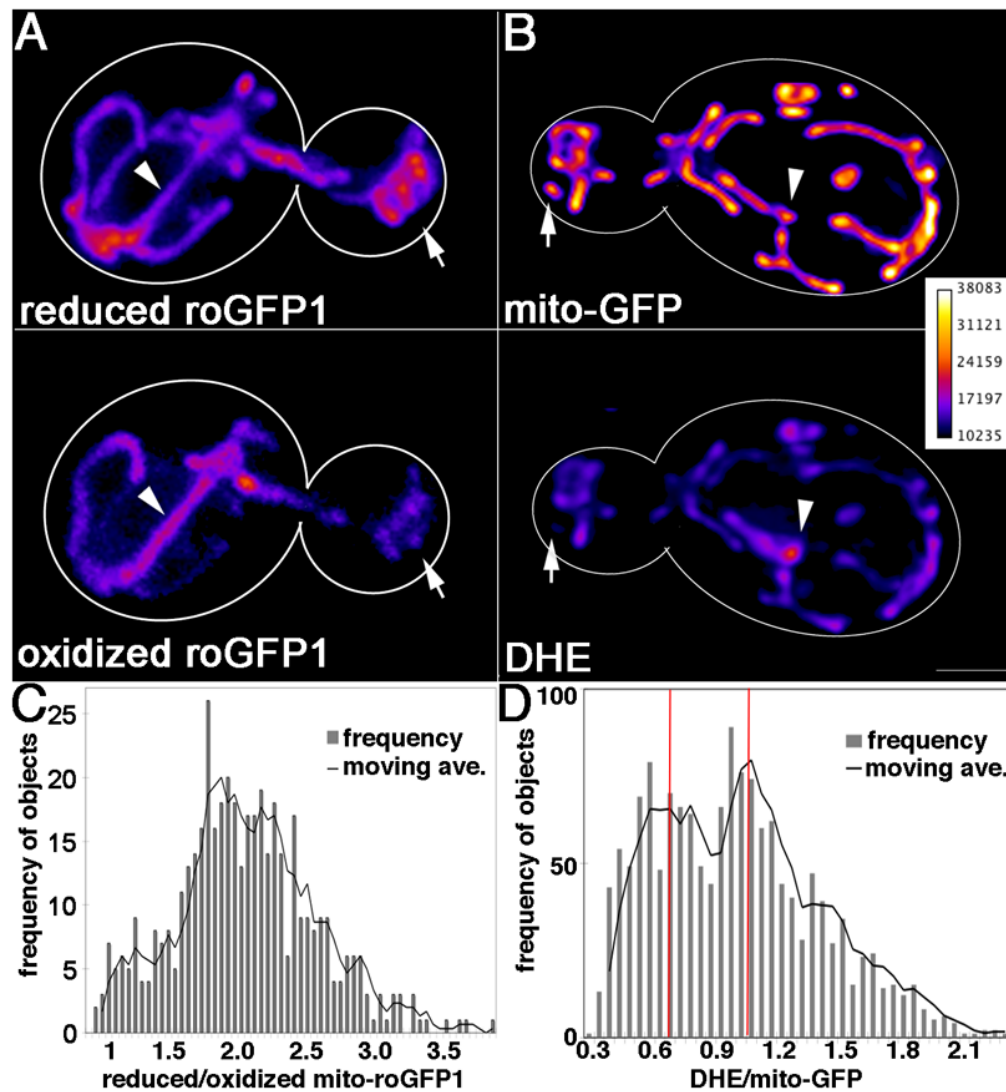 A
B
reduced roGFP1
mito-GFP
38083
31121
24159
17197
10235
oxidized roGFP1
DHE
C
frequency of objects
25
20
15
10
5
0
frequency
moving ave.
1 1.5 2.0 2.5 3.0 3.5
reduced/oxidized mito-roGFP1
D
frequency of objects
100
50
0
frequency
moving ave.
0.3 0.6 0.9 1.2 1.5 1.8 2.1
DHE/mito-GFP